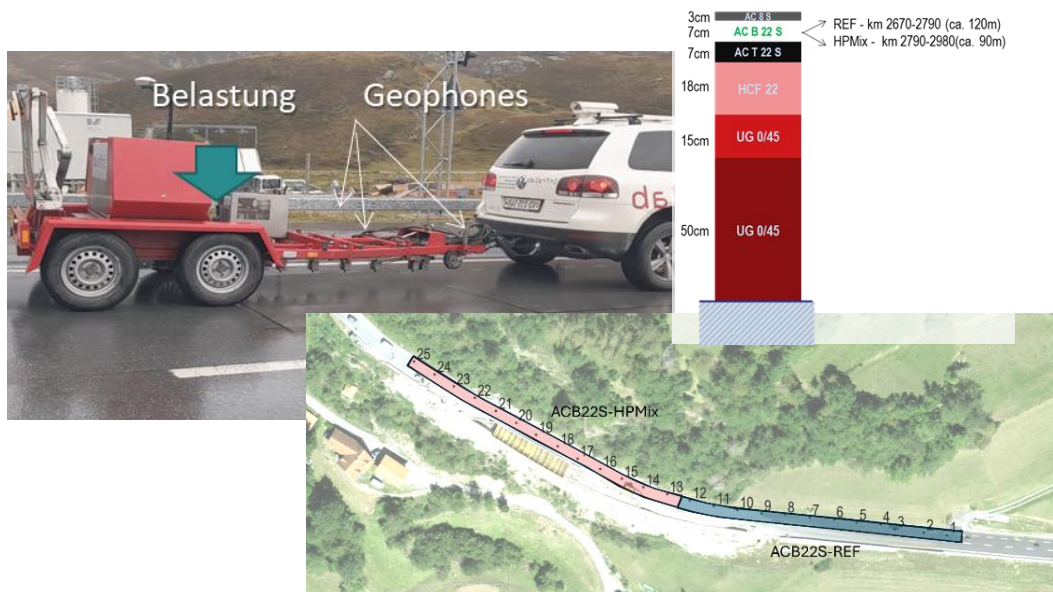 3cm
AC 8 S
7cm
AC B 22 S
REF - km 2670-2790 (ca. 120m)
HPMix - km 2790-2980(ca. 90m)
7cm
AC T 22 S
18cm
HCF 22
15cm
UG 0/45
50cm
UG 0/45
Belastung
Geophones
25
24
23
22
21
20
19
18
17
16
15
14
13
12
11
10
9
8
7
6
5
4
3
2
1
ACB22S-HPMix
ACB22S-REF